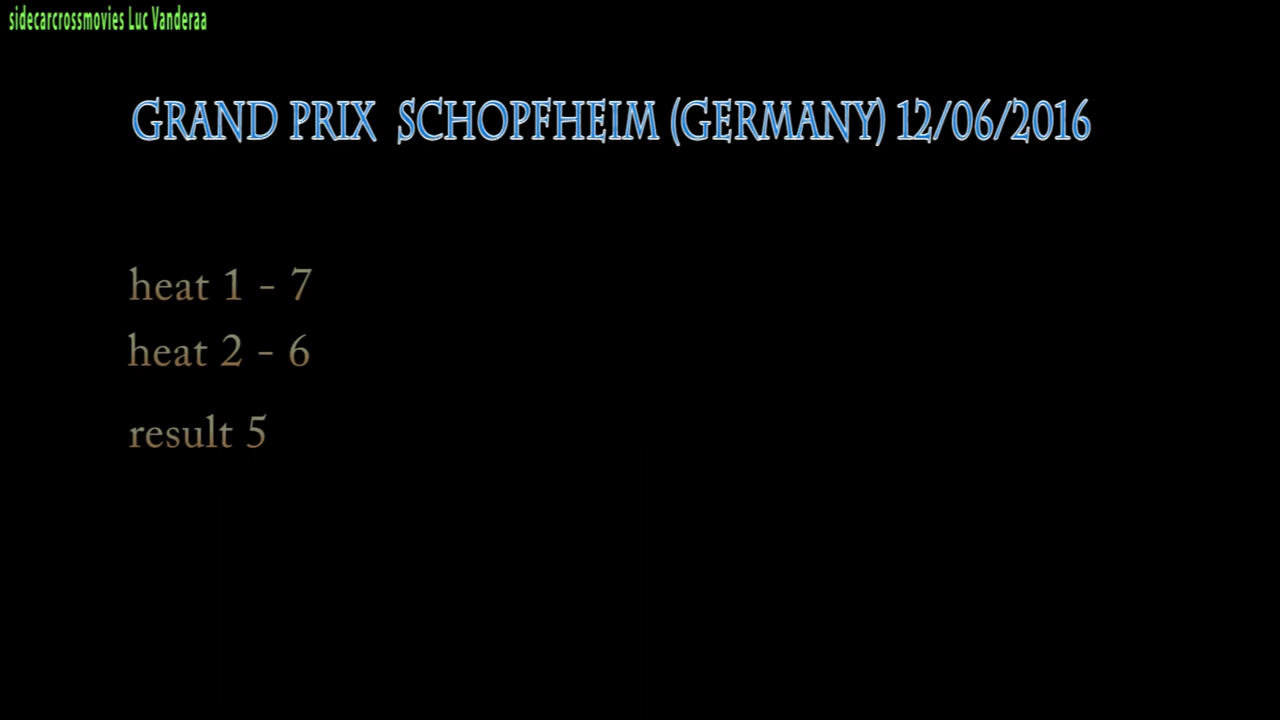 sidecarcrossmovies Luc Vanderaa
GRAND PRIX SCHOPFHEIM (GERMANY) 12/06/2016
heat 1 - 7
heat 2 - 6
result 5